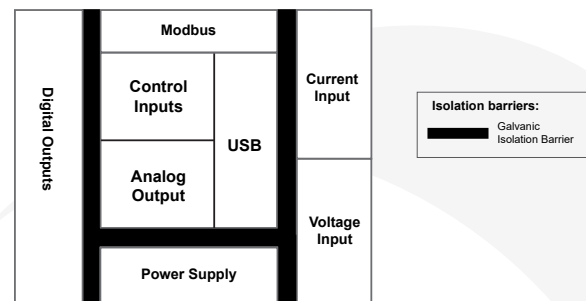 Digital Outputs
Modbus
Control
Inputs
USB
Analog
Output
Power Supply
Current
Input
Voltage
Input
Isolation barriers:
Galvanic
Isolation Barrier